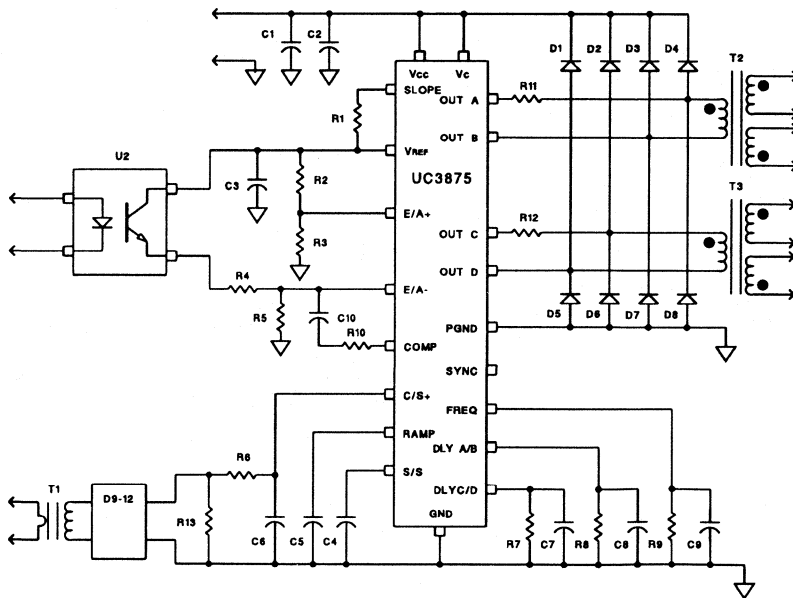 C1
C2
D1
D2
D3
D4
T2
Vcc
Vc
SLOPE
OUT A
R11
R1
OUT B
U2
VREF
UC3875
C3
R2
T3
E/A+
R12
OUT C
R3
OUT D
R4
E/A-
R5
C10
R10
D5
D6
D7
D8
PGND
COMP
SYNC
C/S+
FREQ
RAMP
DLY A/B
R6
T1
D9-12
S/S
DLYC/D
GND
R13
C6
C5
C4
R7
C7
R8
C8
R9
C9